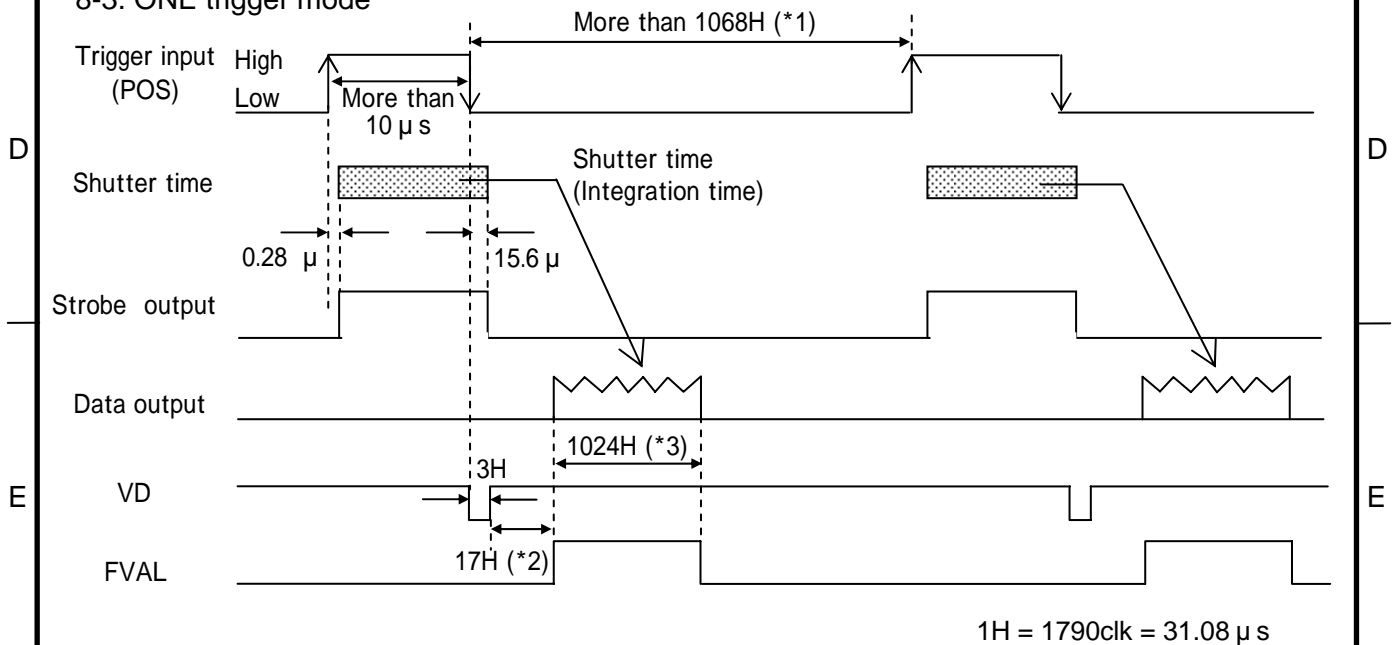 8-3. ONE trigger mode
More than 1068H (*1)
Trigger input High
(POS)
Low
More than
10 μ s
D
D
Shutter time
Shutter time
(Integration time)
0.28 μ
15.6 μ
Strobe output
Data output
1024H (*3)
3H
E
VD
E
17H (*2)
FVAL
1H = 1790clk = 31.08 μ s